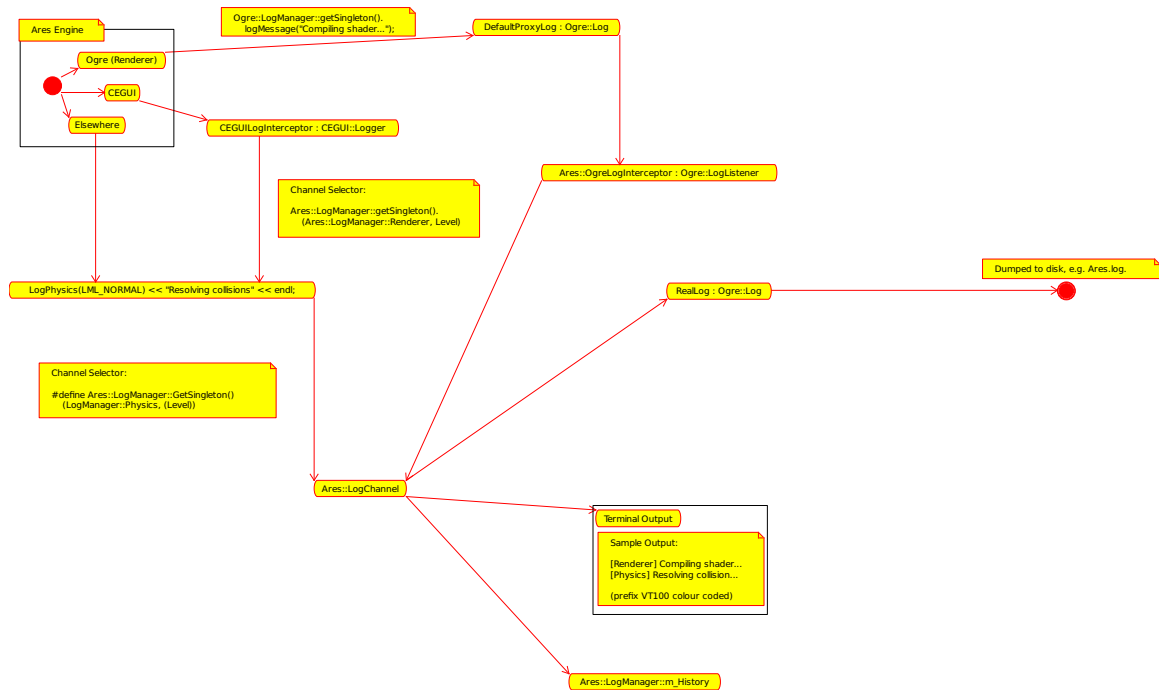 Ogre::LogManager::getSingleton().
logMessage("Compiling shader...");
DefaultProxyLog : Ogre::Log
Ares Engine
Ogre (Renderer)
CEGUI
Elsewhere
CEGUILogInterceptor : CEGUI::Logger
Ares::OgreLogInterceptor : Ogre::LogListener
Channel Selector:
Ares::LogManager::getSingleton().
(Ares::LogManager::Renderer, Level)
Dumped to disk, e.g. Ares.log.
LogPhysics(LML_NORMAL) << "Resolving collisions" << endl;
RealLog : Ogre::Log
Channel Selector:
#define Ares::LogManager::GetSingleton()
(LogManager::Physics, (Level))
Ares::LogChannel
Terminal Output
Sample Output:
[Renderer] Compiling shader...
[Physics] Resolving collision...
(prefix VT100 colour coded)
Ares::LogManager::m_History